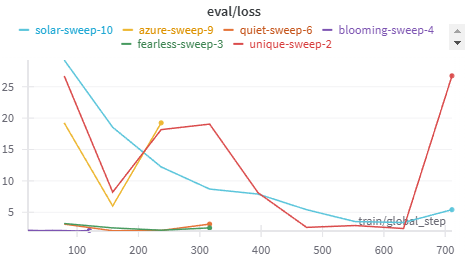 eval/loss
solar-sweep-10 azure-sweep-9 quiet-sweep-6 blooming-sweep-4
fearless-sweep-3 unique-sweep-2
25
20
15
10
5
train/global_step
100 200 300 400 500 600 700